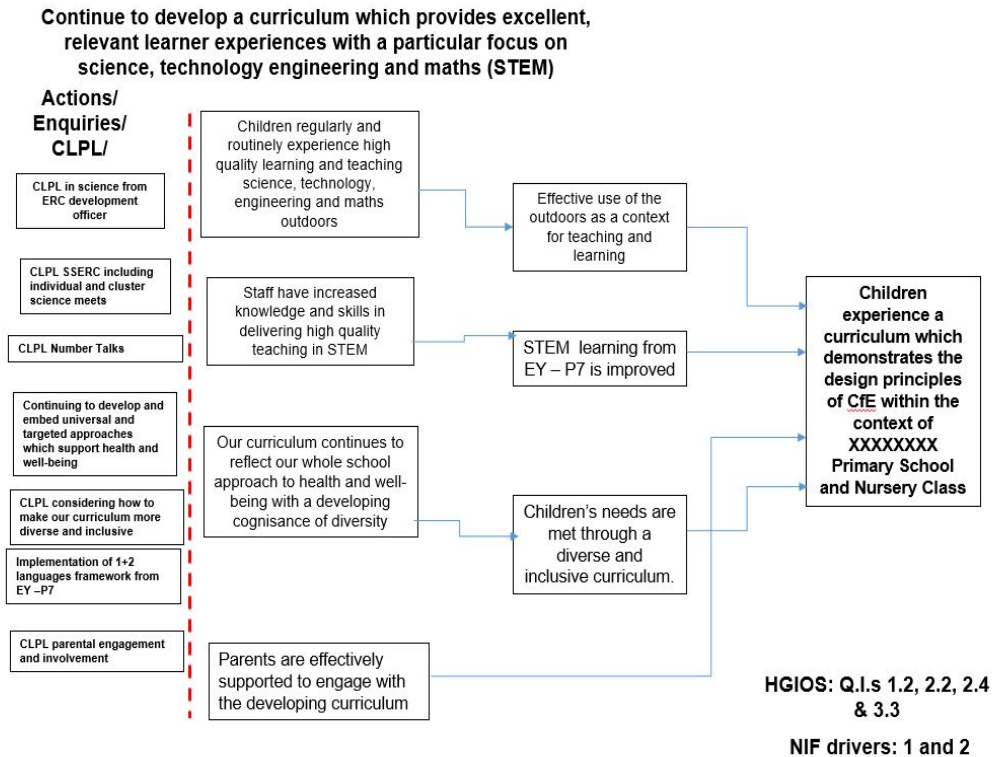 Continue to develop a curriculum which provides excellent,
relevant learner experiences with a particular focus on
science, technology engineering and maths (STEM)
Actions/
Enquiries/
CLPL/
CLPL in science from
ERC development
officer
CLPL SSERC including
individual and cluster
science meets
CLPL Number Talks
Continuing to develop and
embed universal and
targeted approaches
which support health and
well-being
CLPL considering how to
make our curriculum more
diverse and inclusive
Implementation of 1+2
languages framework from
EY –P7
CLPL parental engagement
and involvement
Children regularly and
routinely experience high
quality learning and teaching
science, technology,
engineering and maths
outdoors
Staff have increased
knowledge and skills in
delivering high quality
teaching in STEM
Our curriculum continues to
reflect our whole school
approach to health and well-
being with a developing
cognisance of diversity
Parents are effectively
supported to engage with
the developing curriculum
Effective use of the
outdoors as a context
for teaching and
learning
STEM learning from
EY – P7 is improved
Children’s needs are
met through a
diverse and
inclusive curriculum.
Children
experience a
curriculum which
demonstrates the
design principles
of CfE within the
context of
XXXXXXXX
Primary School
and Nursery Class
HGIOS: Q.I.s 1.2, 2.2, 2.4
& 3.3
NIF drivers: 1 and 2